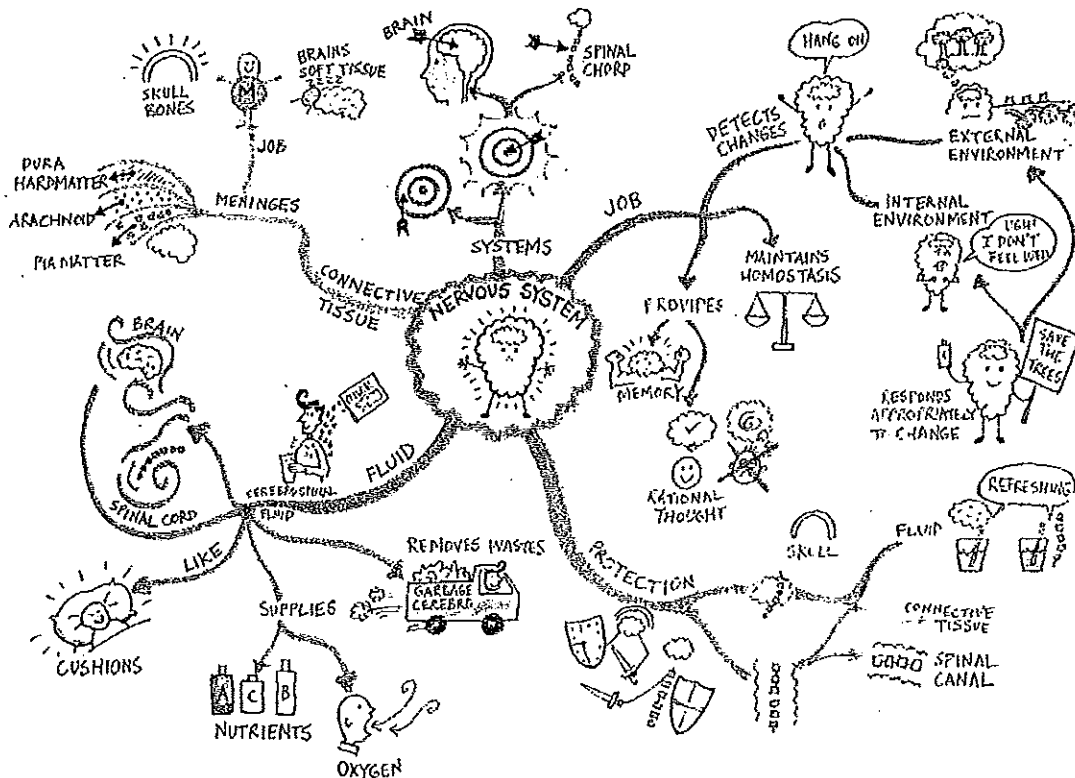 NERVOUS SYSTEM
SYSTEMS
BRAIN
SPINAL
CHORD
JOB
DETECTS
CHANGES
HANG ON
EXTERNAL
ENVIRONMENT
INTERNAL
ENVIRONMENT
UGH!
I DON'T
FEEL WELL
SAVE
THE
TREES
RESPONDS
APPROPRIATELY
TO CHANGE
MAINTAINS
HOMOSTASIS
PROVIDES
MEMORY
RATIONAL
THOUGHT
PROTECTION
SKULL
FLUID
REFRESHING
CONNECTIVE
TISSUE
SPINAL
CANAL
FLUID
CEREBROSPINAL
FLUID
REMOVES WASTES
GARBAGE
CEREBRO
SUPPLIES
NUTRIENTS
A
C
B
OXYGEN
LIKE
CUSHIONS
SPINAL CORD
BRAIN
CONNECTIVE
TISSUE
MENINGES
JOB
M
SKULL
BONES
BRAINS
SOFT TISSUE
DURA
HARDMATTER
ARACHNOID
PIA MATTER